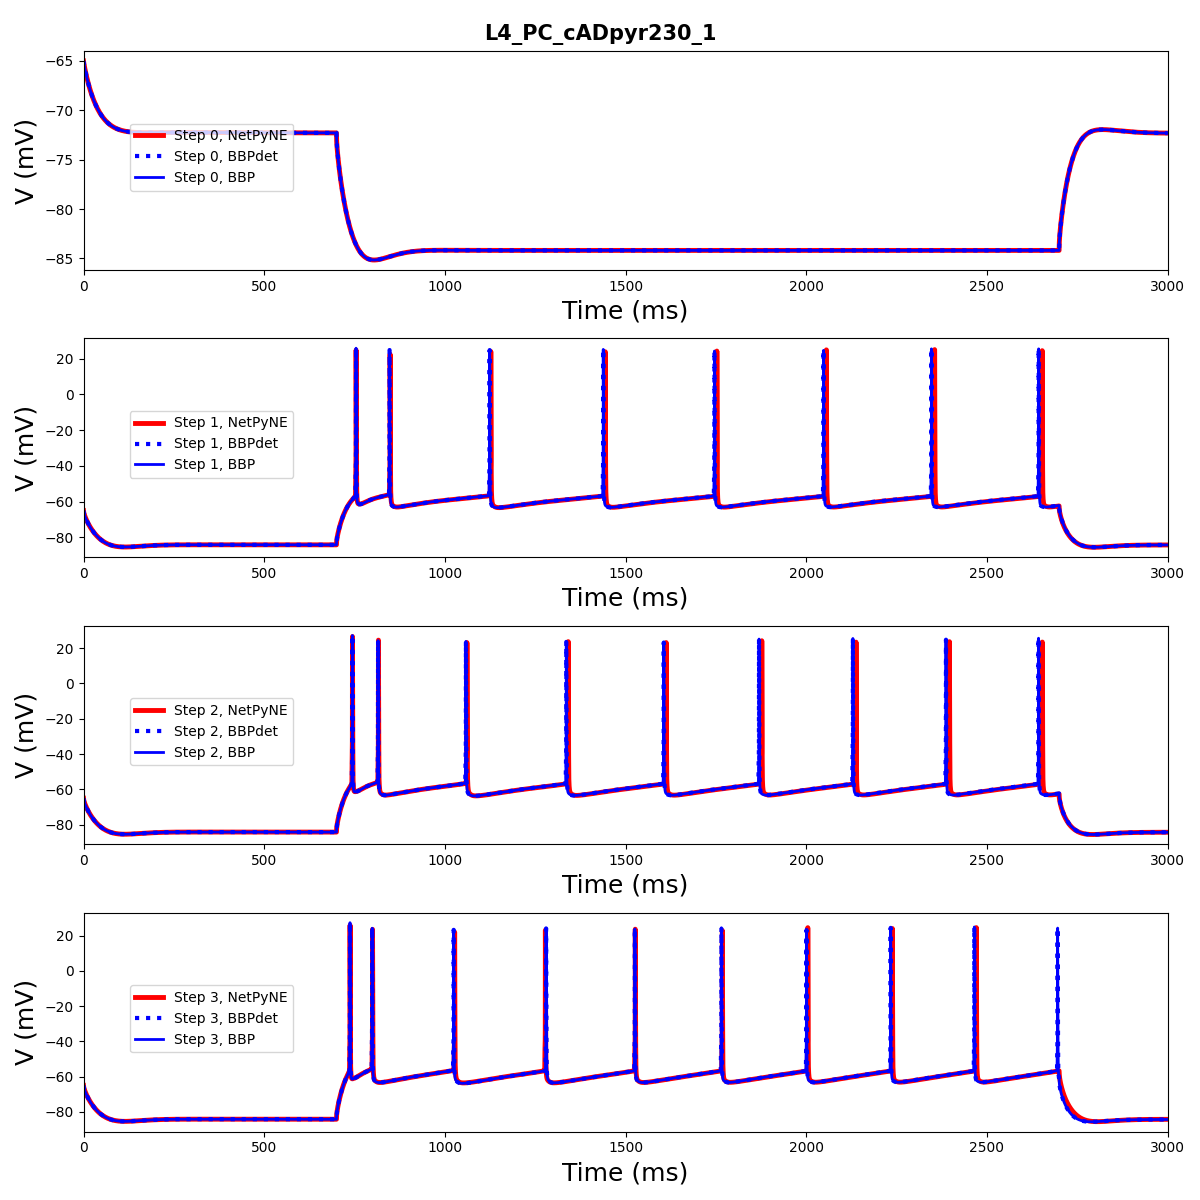 L4_PC_cADpyr230_1
−65
−70
−75
−80
−85
V (mV)
Step 0, NetPyNE
Step 0, BBPdet
Step 0, BBP
0 500 1000 1500 2000 2500 3000
Time (ms)
20
0
−20
−40
−60
−80
V (mV)
Step 1, NetPyNE
Step 1, BBPdet
Step 1, BBP
0 500 1000 1500 2000 2500 3000
Time (ms)
20
0
−20
−40
−60
−80
V (mV)
Step 2, NetPyNE
Step 2, BBPdet
Step 2, BBP
0 500 1000 1500 2000 2500 3000
Time (ms)
20
0
−20
−40
−60
−80
V (mV)
Step 3, NetPyNE
Step 3, BBPdet
Step 3, BBP
0 500 1000 1500 2000 2500 3000
Time (ms)